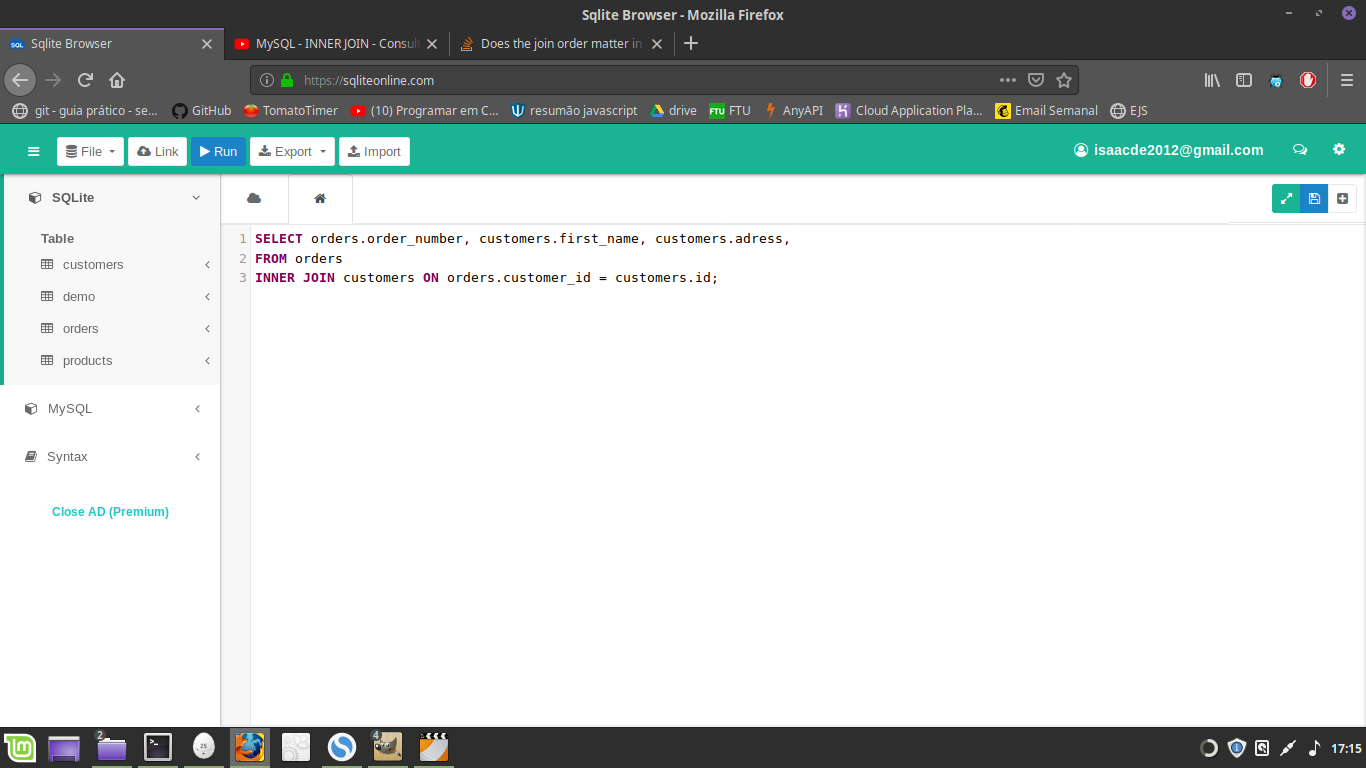 Sqlite Browser - Mozilla Firefox
Sqlite Browser
MySQL - INNER JOIN - Consult
Does the join order matter in
https://sqliteonline.com
git - guia prático - se...
GitHub
TomatoTimer
(10) Programar em C...
resumão javascript
drive
FTU FTU
AnyAPI
Cloud Application Pla...
Email Semanal
EJS
File
Link
Run
Export
Import
isaacde2012@gmail.com
SQL
SQLite
Table
customers
demo
orders
products
MySQL
Syntax
Close AD (Premium)
1 SELECT orders.order_number, customers.first_name, customers.adress,
2 FROM orders
3 INNER JOIN customers ON orders.customer_id = customers.id;
2
25
4
17:15